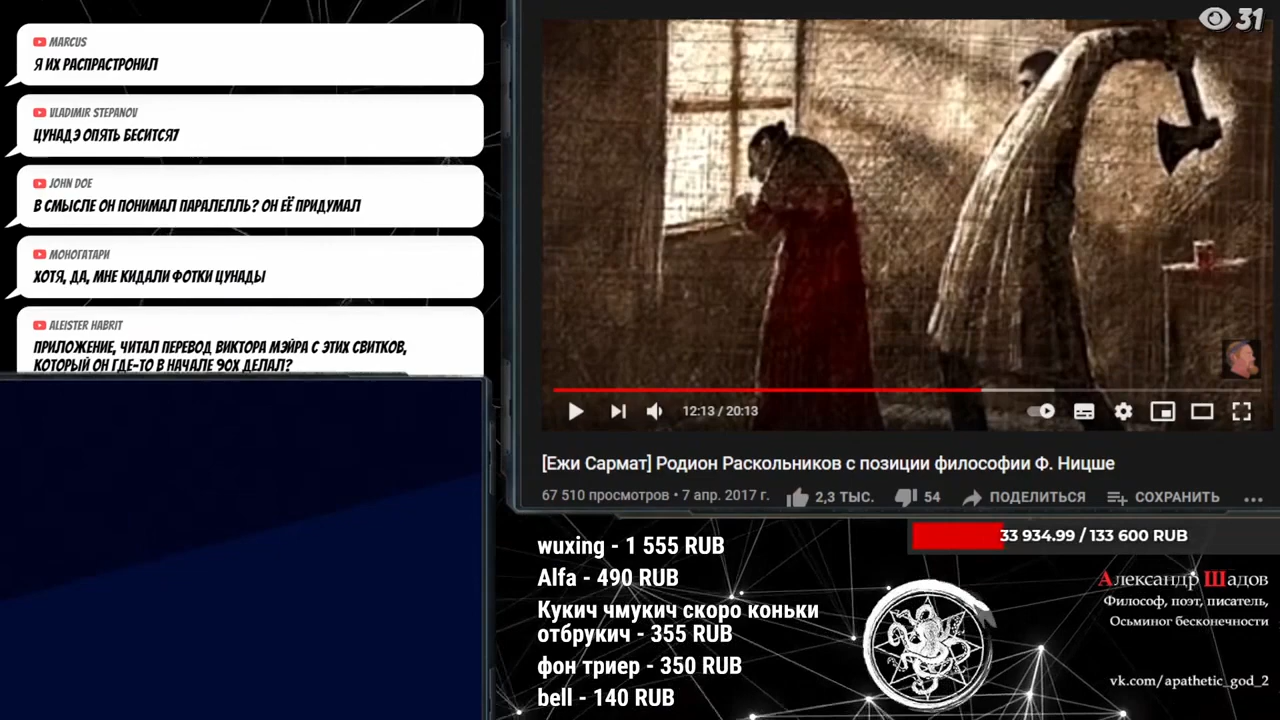 MARCUS
Я ИХ РАСПРАСТРОНИЛ
VLADIMIR STEPANOV
ЦУНАДЭ ОПЯТЬ БЕСИТСЯ7
JOHN DOE
В СМЫСЛЕ ОН ПОНИМАЛ ПАРАЛЕЛЛЬ? ОН ЕЁ ПРИДУМАЛ
МОНОГАТАРИ
ХОТЯ, ДА, МНЕ КИДАЛИ ФОТКИ ЦУНАДЫ
ALEISTER HABRIT
ПРИЛОЖЕНИЕ, ЧИТАЛ ПЕРЕВОД ВИКТОРА МЭЙРА С ЭТИХ СВИТКОВ,
КОТОРЫЙ ОН ГДЕ-ТО В НАЧАЛЕ 90Х ДЕЛАЛ?
31
12:13 / 20:13
[Ежи Сармат] Родион Раскольников с позиции философии Ф. Ницше
67 510 просмотров • 7 апр. 2017 г.
2,3 ТЫС.
54
ПОДЕЛИТЬСЯ
СОХРАНИТЬ
wuxing - 1 555 RUB
Alfa - 490 RUB
Кукич чмукич скоро коньки
отбрукич - 355 RUB
фон триер - 350 RUB
bell - 140 RUB
33 934.99 / 133 600 RUB
Александр Шадов
Философ, поэт, писатель,
Осьминог бесконечности
vk.com/apathetic_god_2